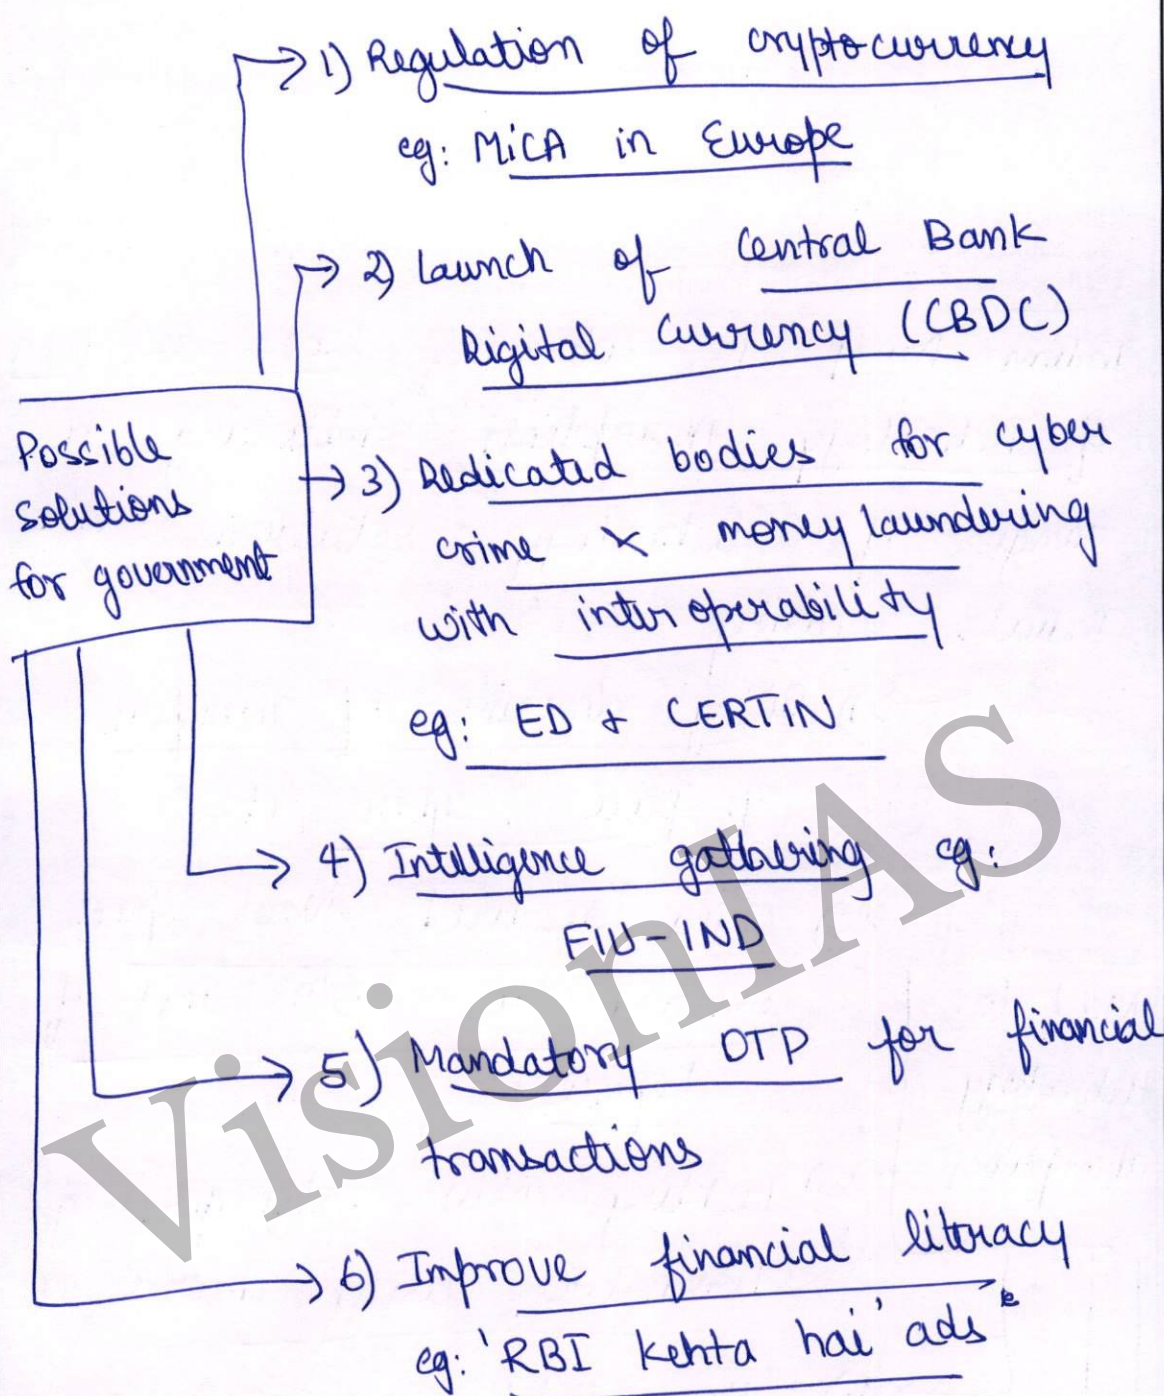 1) Regulation of cryptocurrency
eg: MiCA in Europe
2) Launch of Central Bank
Digital Currency (CBDC)
Possible
solutions
for government
3) Dedicated bodies for cyber
crime & money laundering
with interoperability
eg: ED & CERTIN
4) Intelligence gathering eg:
FIU-IND
5) Mandatory OTP for financial
transactions
6) Improve financial literacy
eg: 'RBI Kehta hai' ads
VisionIAS